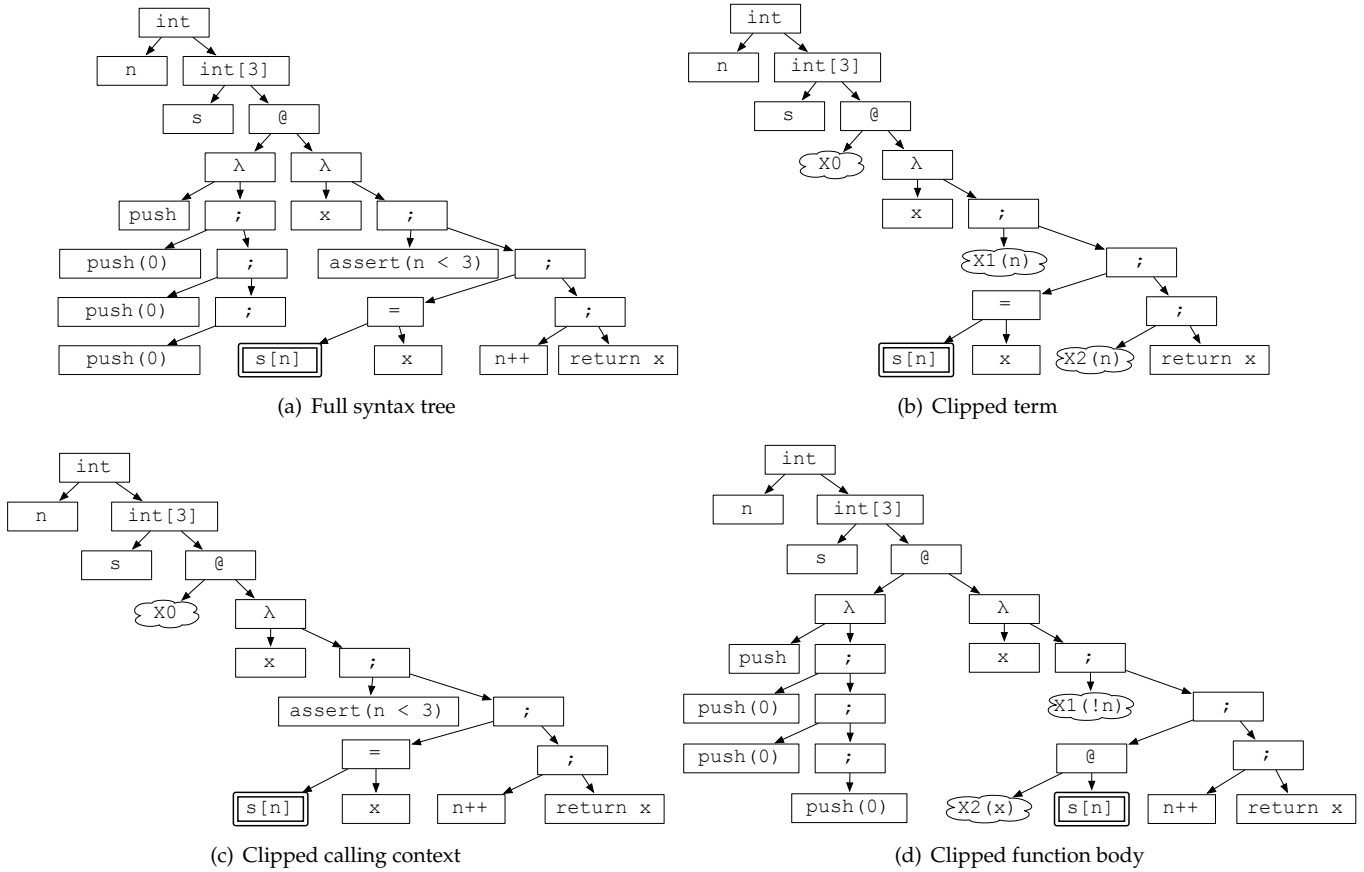 int
n
int[3]
s
@
λ
λ
push
;
x
;
push(0)
;
assert(n < 3)
;
push(0)
;
=
;
push(0)
s[n]
x
n++
return x
(a) Full syntax tree
int
n
int[3]
s
@
X0
λ
x
;
X1(n)
;
=
;
s[n]
x
X2(n)
return x
(b) Clipped term
int
n
int[3]
s
@
X0
λ
x
;
assert(n < 3)
;
=
;
s[n]
x
n++
return x
(c) Clipped calling context
int
n
int[3]
s
@
λ
λ
push
;
x
;
push(0)
;
X1(!n)
;
push(0)
;
@
;
push(0)
X2(x)
s[n]
n++
return x
(d) Clipped function body